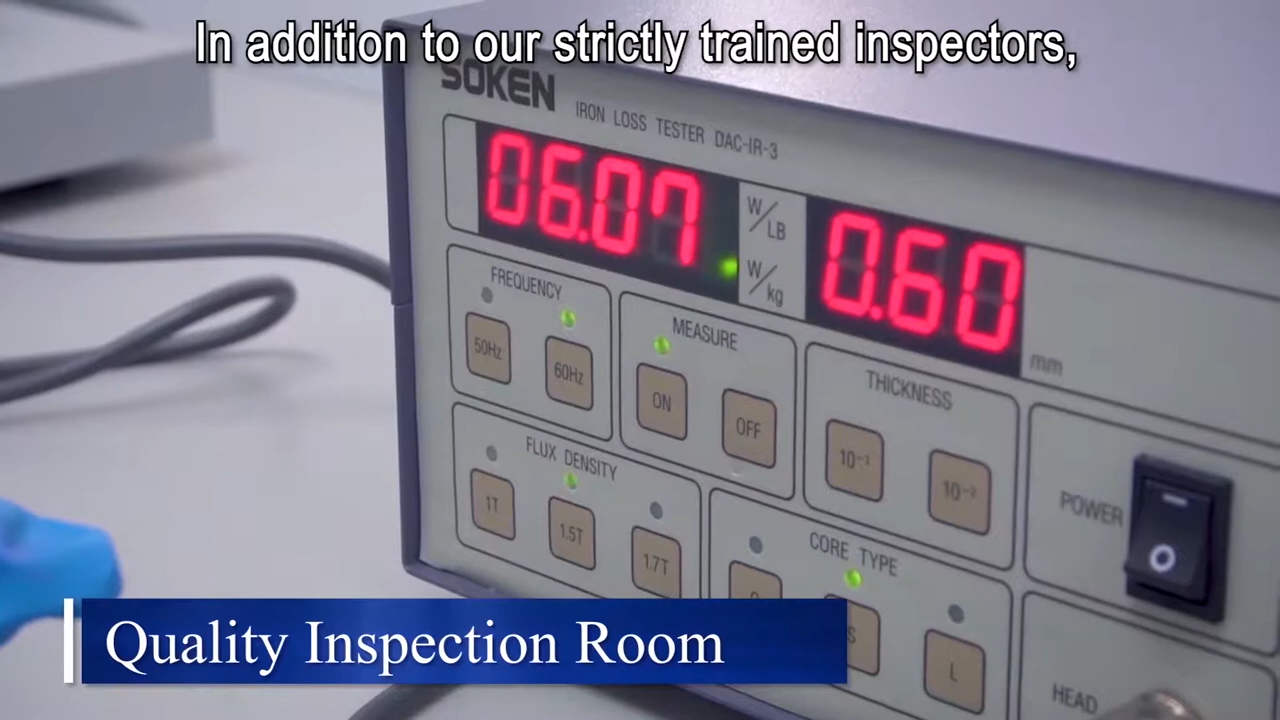 In addition to our strictly trained inspectors,
SOKEN
IRON LOSS TESTER DAC-IR-3
06.07
W/LB
W/kg
0.60
mm
FREQUENCY
50Hz
60Hz
MEASURE
ON
OFF
THICKNESS
10⁻¹
10⁻²
FLUX DENSITY
1T
1.5T
1.7T
CORE TYPE
S
L
POWER
HEAD
Quality Inspection Room